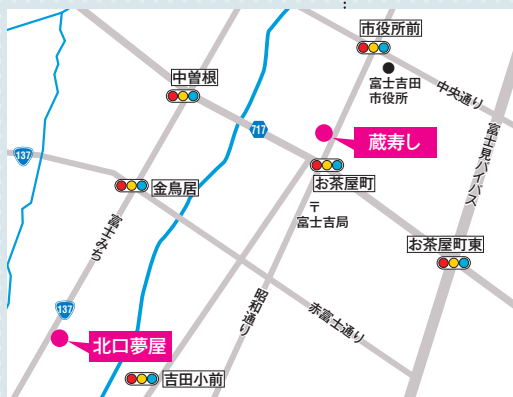 市役所前
富士吉田
市役所
中央通り
中曽根
717
蔵寿し
富士見バイパス
137
金鳥居
お茶屋町
〒
富士吉局
お茶屋町東
富士みち
137
昭和通り
赤富士通り
北口夢屋
吉田小前